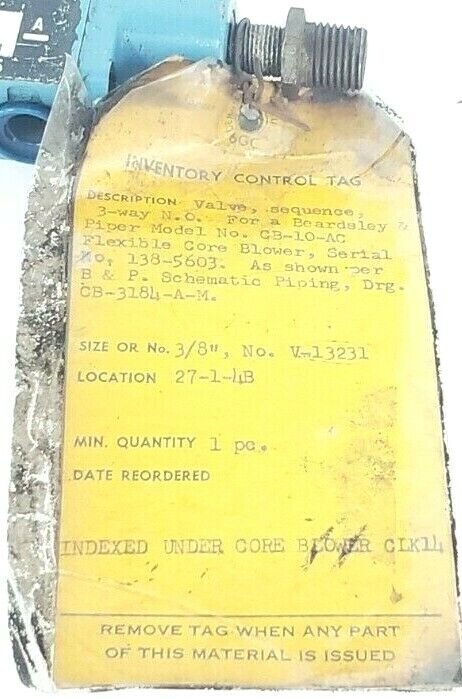 A
S
6GC
INVENTORY CONTROL TAG
DESCRIPTION. Valve, sequence,
3-way N.O. For a Beardsley &
Piper Model No. CB-10-AC
Flexible Core Blower, Serial
No, 138-5603. As shown per
B & P. Schematic Piping, Drg.
CB-3184-A-M.
SIZE OR No. 3/8", No. V-13231
LOCATION 27-1-4B
MIN. QUANTITY 1 pc.
DATE REORDERED
INDEXED UNDER CORE BLOWER
REMOVE TAG WHEN ANY PART
OF THIS MATERIAL IS ISSUED